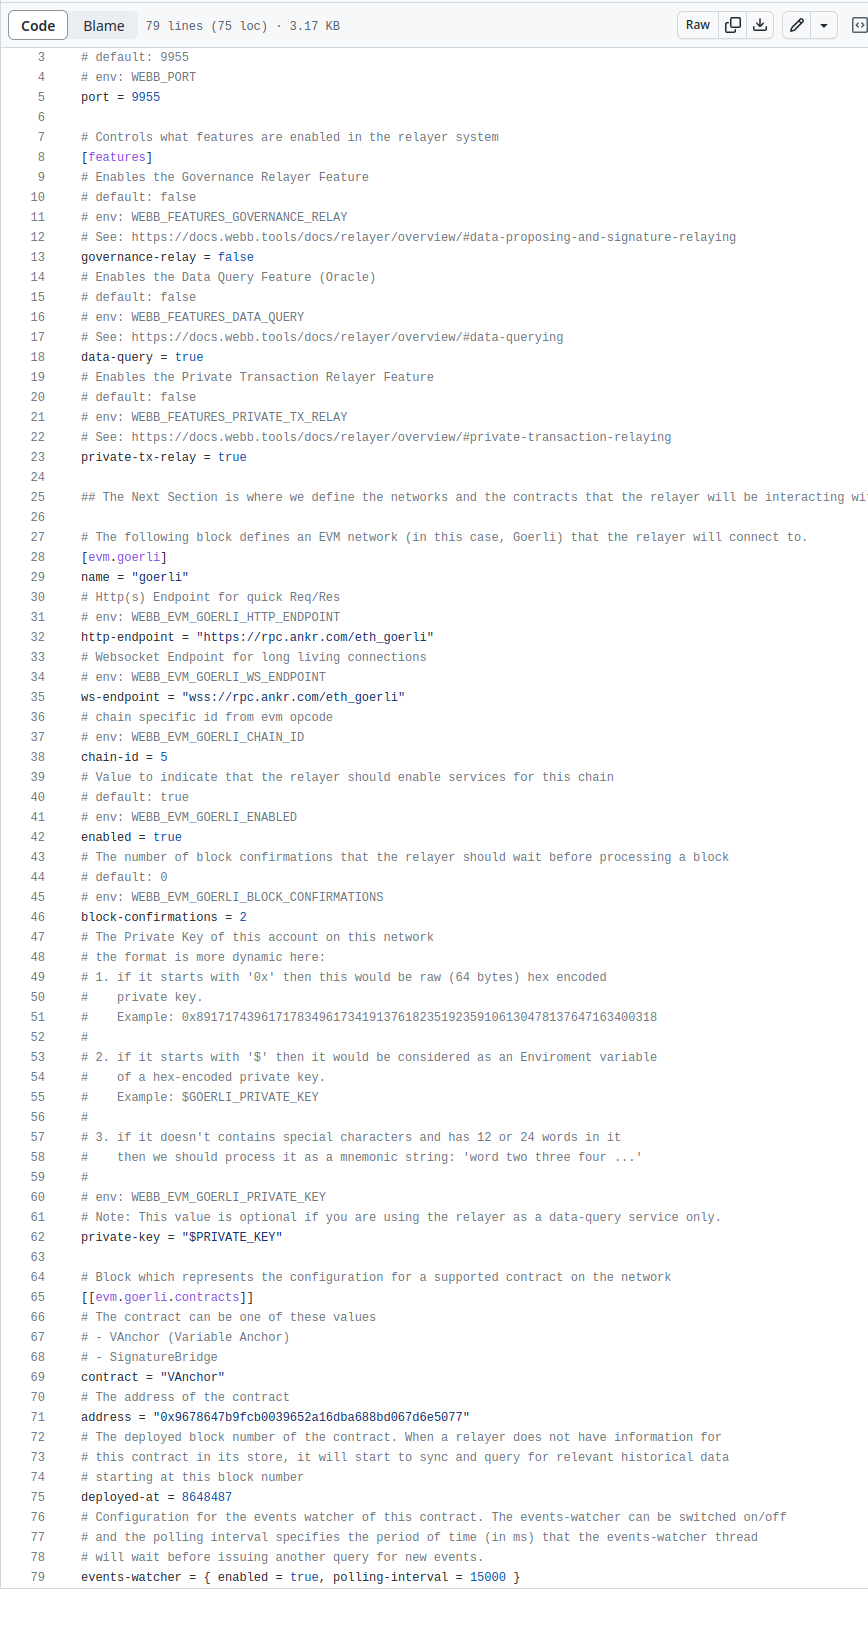 Code Blame 79 lines (75 loc) · 3.17 KB Raw
3 # default: 9955
4 # env: WEBB_PORT
5 port = 9955
6
7 # Controls what features are enabled in the relayer system
8 [features]
9 # Enables the Governance Relayer Feature
10 # default: false
11 # env: WEBB_FEATURES_GOVERNANCE_RELAY
12 # See: https://docs.webb.tools/docs/relayer/overview/#data-proposing-and-signature-relaying
13 governance-relay = false
14 # Enables the Data Query Feature (Oracle)
15 # default: false
16 # env: WEBB_FEATURES_DATA_QUERY
17 # See: https://docs.webb.tools/docs/relayer/overview/#data-querying
18 data-query = true
19 # Enables the Private Transaction Relayer Feature
20 # default: false
21 # env: WEBB_FEATURES_PRIVATE_TX_RELAY
22 # See: https://docs.webb.tools/docs/relayer/overview/#private-transaction-relaying
23 private-tx-relay = true
24
25 ## The Next Section is where we define the networks and the contracts that the relayer will be interacting wi
26
27 # The following block defines an EVM network (in this case, Goerli) that the relayer will connect to.
28 [evm.goerli]
29 name = "goerli"
30 # Http(s) Endpoint for quick Req/Res
31 # env: WEBB_EVM_GOERLI_HTTP_ENDPOINT
32 http-endpoint = "https://rpc.ankr.com/eth_goerli"
33 # Websocket Endpoint for long living connections
34 # env: WEBB_EVM_GOERLI_WS_ENDPOINT
35 ws-endpoint = "wss://rpc.ankr.com/eth_goerli"
36 # chain specific id from evm opcode
37 # env: WEBB_EVM_GOERLI_CHAIN_ID
38 chain-id = 5
39 # Value to indicate that the relayer should enable services for this chain
40 # default: true
41 # env: WEBB_EVM_GOERLI_ENABLED
42 enabled = true
43 # The number of block confirmations that the relayer should wait before processing a block
44 # default: 0
45 # env: WEBB_EVM_GOERLI_BLOCK_CONFIRMATIONS
46 block-confirmations = 2
47 # The Private Key of this account on this network
48 # the format is more dynamic here:
49 # 1. if it starts with '0x' then this would be raw (64 bytes) hex encoded
50 #    private key.
51 #    Example: 0x8917174396171783496173419137618235192359106130478137647163400318
52 #
53 # 2. if it starts with '$' then it would be considered as an Enviroment variable
54 #    of a hex-encoded private key.
55 #    Example: $GOERLI_PRIVATE_KEY
56 #
57 # 3. if it doesn't contains special characters and has 12 or 24 words in it
58 #    then we should process it as a mnemonic string: 'word two three four ...'
59 #
60 # env: WEBB_EVM_GOERLI_PRIVATE_KEY
61 # Note: This value is optional if you are using the relayer as a data-query service only.
62 private-key = "$PRIVATE_KEY"
63
64 # Block which represents the configuration for a supported contract on the network
65 [[evm.goerli.contracts]]
66 # The contract can be one of these values
67 # - VAnchor (Variable Anchor)
68 # - SignatureBridge
69 contract = "VAnchor"
70 # The address of the contract
71 address = "0x9678647b9fcb0039652a16dba688bd067d6e5077"
72 # The deployed block number of the contract. When a relayer does not have information for
73 # this contract in its store, it will start to sync and query for relevant historical data
74 # starting at this block number
75 deployed-at = 8648487
76 # Configuration for the events watcher of this contract. The events-watcher can be switched on/off
77 # and the polling interval specifies the period of time (in ms) that the events-watcher thread
78 # will wait before issuing another query for new events.
79 events-watcher = { enabled = true, polling-interval = 15000 }